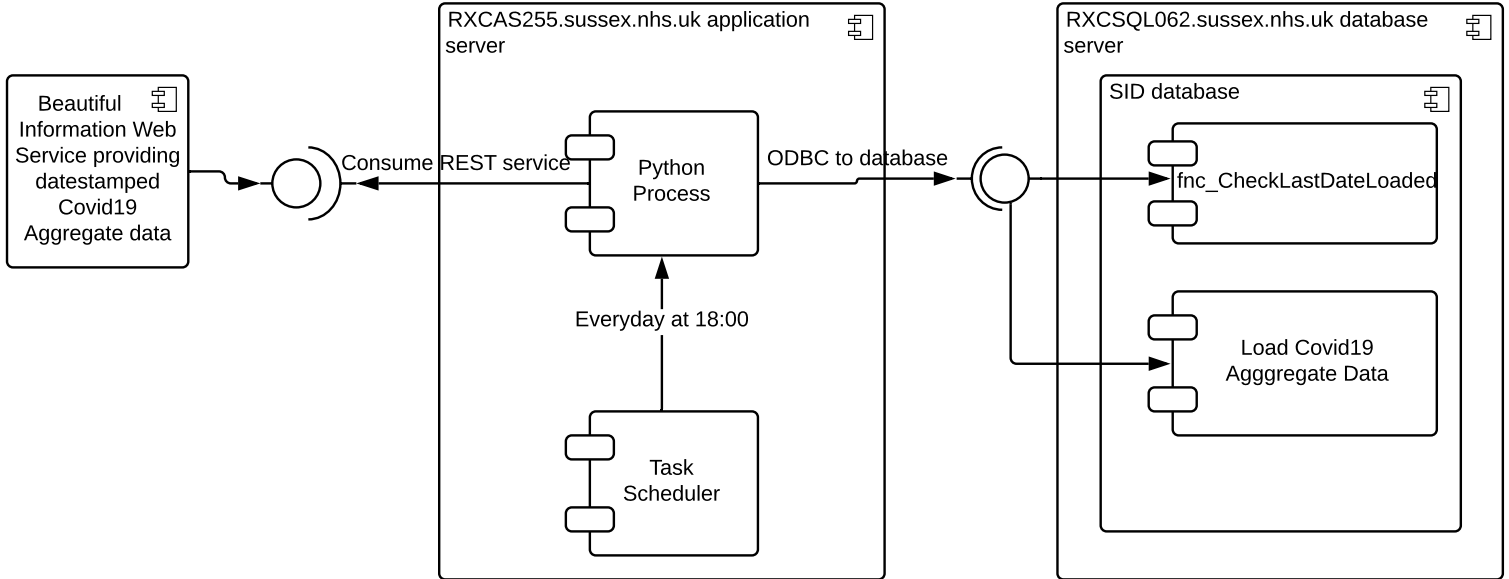 RXCAS255.sussex.nhs.uk application
server
RXCSQL062.sussex.nhs.uk database
server
Beautiful
Information Web
Service providing
datestamped
Covid19
Aggregate data
Consume REST service
Python
Process
ODBC to database
SID database
fnc_CheckLastDateLoaded
Everyday at 18:00
Load Covid19
Agggregate Data
Task
Scheduler